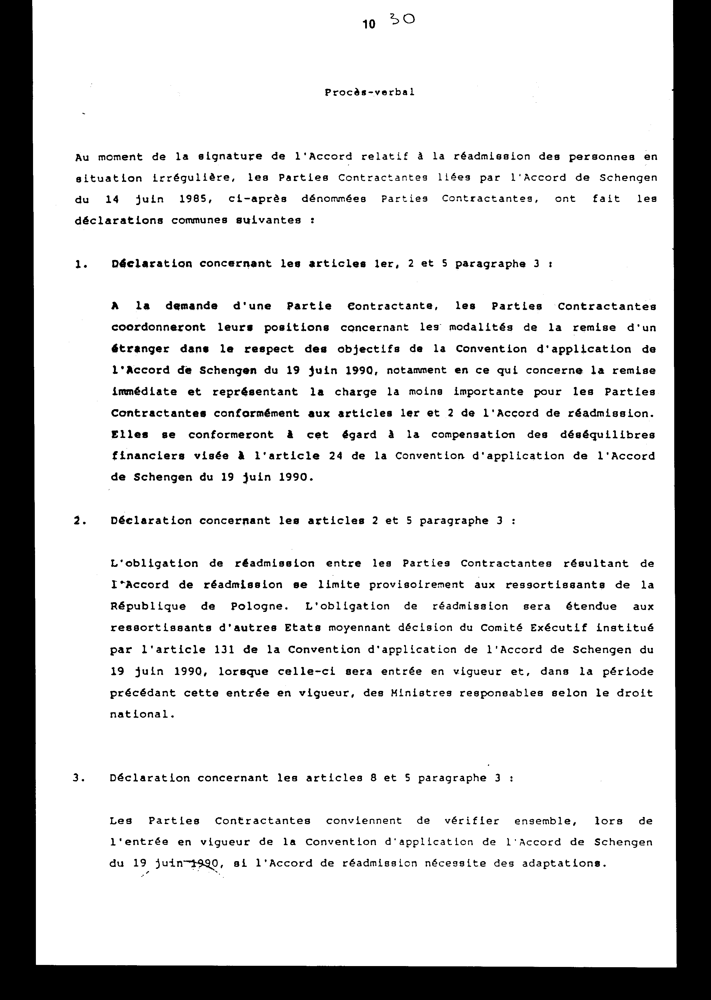 10 30
Procès-verbal
Au moment de la signature de l'Accord relatif à la réadmission des personnes en
situation irrégulière, les Parties Contractantes liées par l'Accord de Schengen
du 14 juin 1985, ci-après dénommées Parties Contractantes, ont fait les
déclarations communes suivantes :
1. Déclaration concernant les articles 1er, 2 et 5 paragraphe 3 :
A la demande d'une Partie Contractante, les Parties Contractantes
coordonneront leurs positions concernant les modalités de la remise d'un
étranger dans le respect des objectifs de la Convention d'application de
l'Accord de Schengen du 19 juin 1990, notamment en ce qui concerne la remise
immédiate et représentant la charge la moins importante pour les Parties
Contractantes conformément aux articles 1er et 2 de l'Accord de réadmission.
Elles se conformeront à cet égard à la compensation des déséquilibres
financiers visée à l'article 24 de la Convention d'application de l'Accord
de Schengen du 19 juin 1990.
2. Déclaration concernant les articles 2 et 5 paragraphe 3 :
L'obligation de réadmission entre les Parties Contractantes résultant de
l'Accord de réadmission se limite provisoirement aux ressortissants de la
République de Pologne. L'obligation de réadmission sera étendue aux
ressortissants d'autres Etats moyennant décision du Comité Exécutif institué
par l'article 131 de la Convention d'application de l'Accord de Schengen du
19 juin 1990, lorsque celle-ci sera entrée en vigueur et, dans la période
précédant cette entrée en vigueur, des Ministres responsables selon le droit
national.
3. Déclaration concernant les articles 8 et 5 paragraphe 3 :
Les Parties Contractantes conviennent de vérifier ensemble, lors de
l'entrée en vigueur de la Convention d'application de l'Accord de Schengen
du 19 juin 1990, si l'Accord de réadmission nécessite des adaptations.